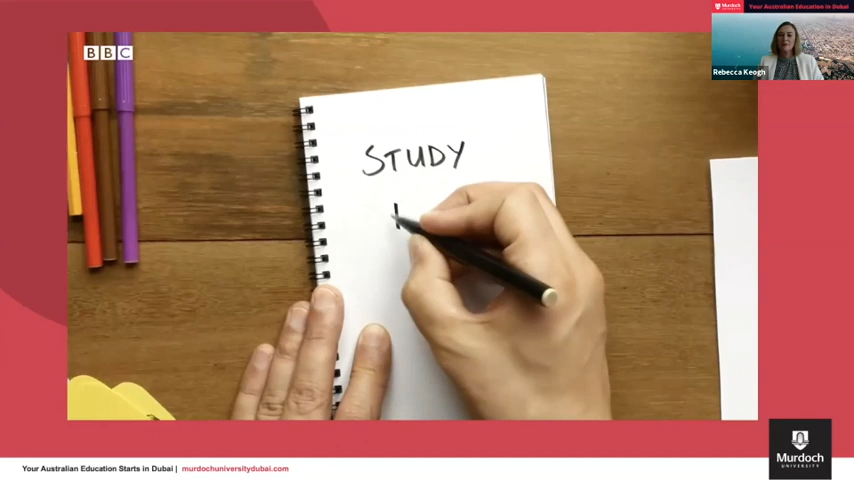 Murdoch
UNIVERSITY
Your Australian Education in Dubai
BBC
Rebecca Keogh
STUDY
Your Australian Education Starts in Dubai | murdochuniversitydubai.com
Murdoch
UNIVERSITY